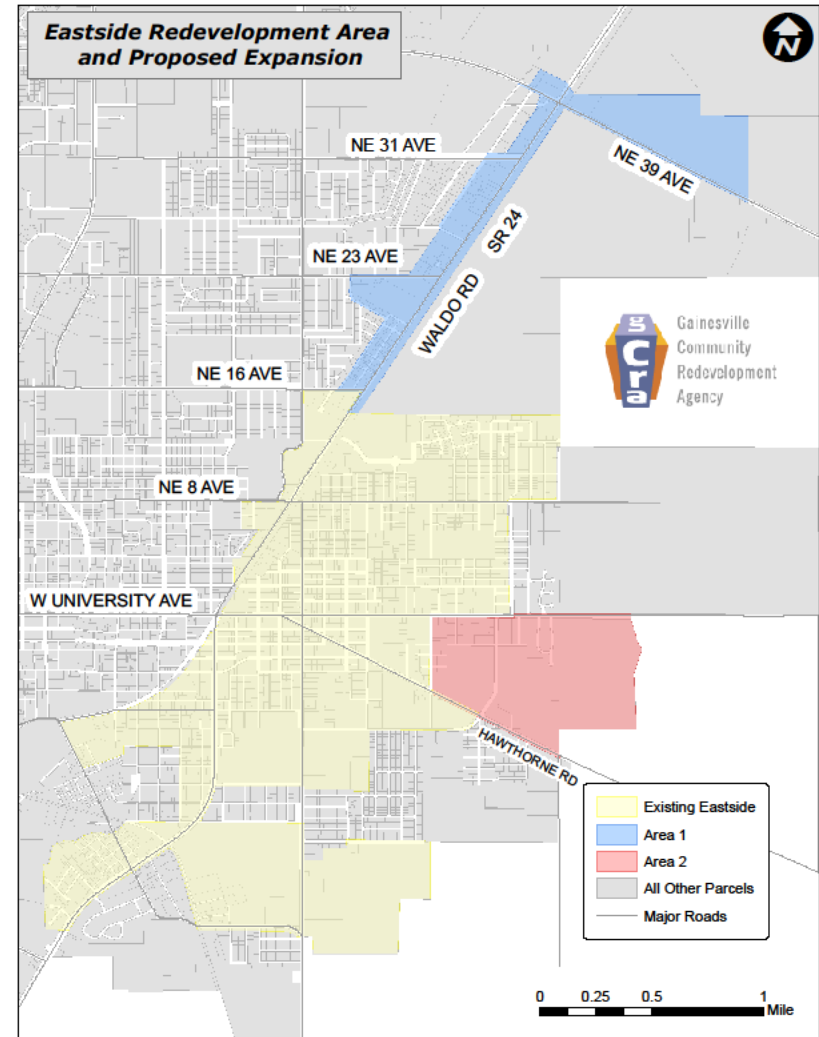 Eastside Redevelopment Area
and Proposed Expansion
N
NE 31 AVE
NE 39 AVE
SR 24
NE 23 AVE
WALDO RD
g
c
r
a
Gainesville
Community
Redevelopment
Agency
NE 16 AVE
NE 8 AVE
W UNIVERSITY AVE
HAWTHORNE RD
Existing Eastside
Area 1
Area 2
All Other Parcels
Major Roads
0 0.25 0.5 1
Mile